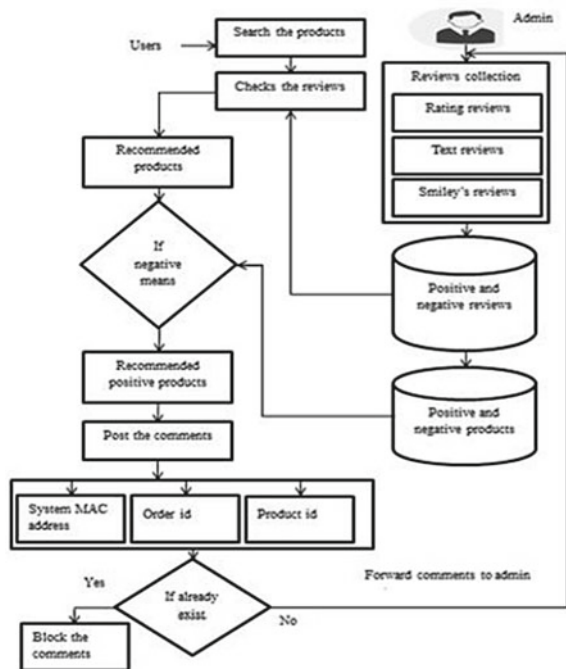 Admin
Users
Search the products
Checks the reviews
Reviews collection
Rating reviews
Text reviews
Smiley's reviews
Recommended
products
If
negative
means
Positive and
negative reviews
Recommended
positive products
Positive and
negative products
Post the comments
System MAC
address
Order id
Product id
Forward comments to admin
Yes
If already
exist.
No
Block the
comments